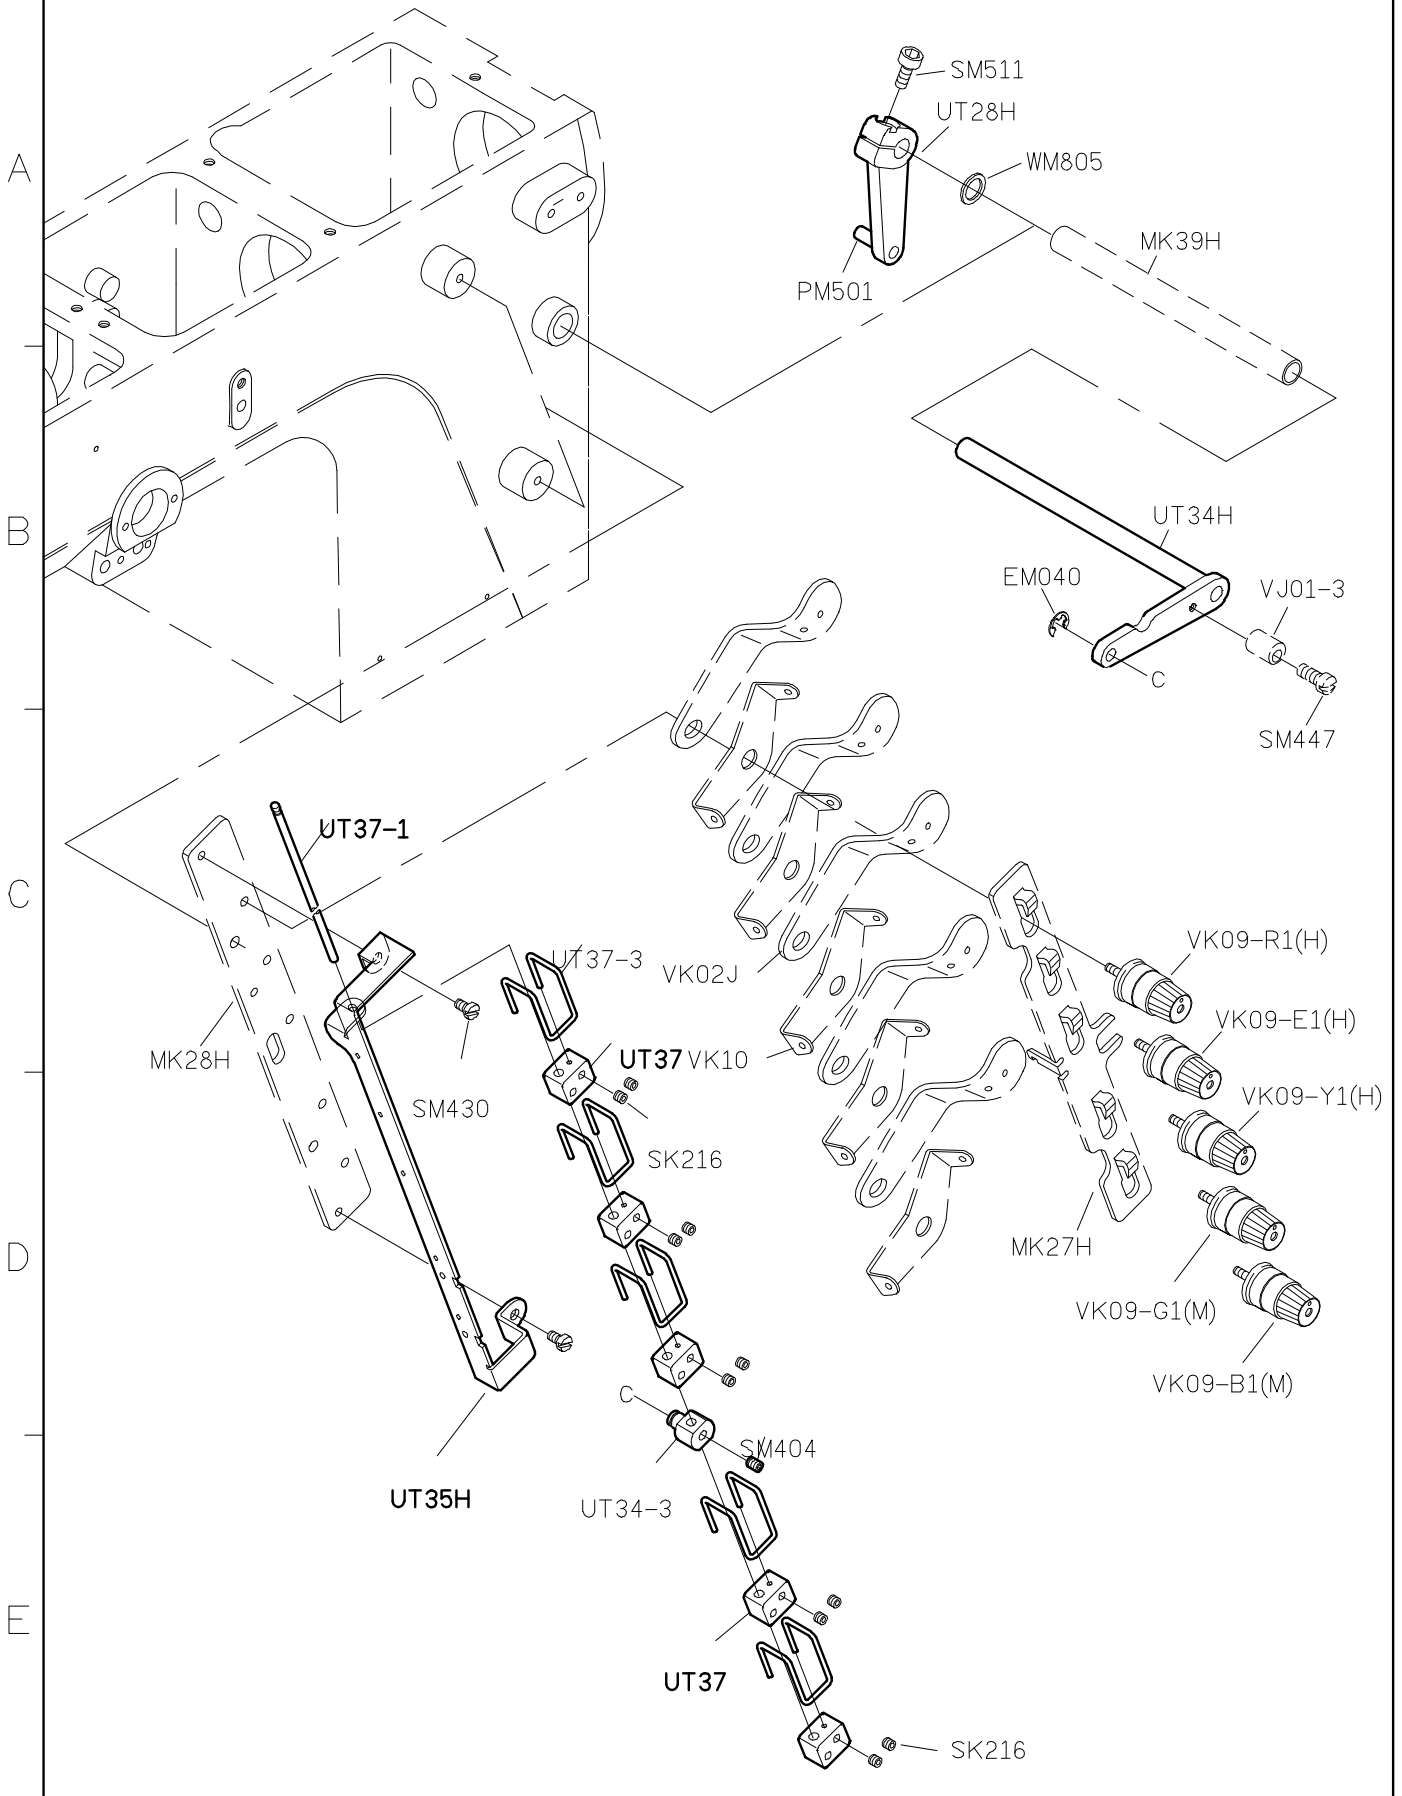 SM511
UT28H
A
WM805
MK39H
PM501
UT34H
B
EM040
VJ01-3
C
SM447
UT37-1
C
VK09-R1(H)
UT37-3
VK02J
VK09-E1(H)
MK28H
UT37
VK10
VK09-Y1(H)
SM430
SK216
MK27H
D
VK09-G1(M)
VK09-B1(M)
C
SM404
UT35H
UT34-3
E
UT37
SK216